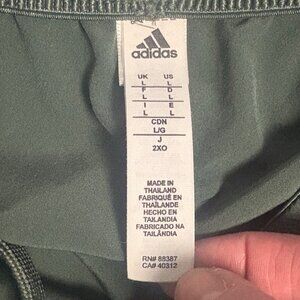 adidas
UK US
L L
F D
L L
I E
L L
CDN
L/G
J
2XO
MADE IN
THAILAND
FABRIQUÉ EN
THAÏLANDE
HECHO EN
TAILANDIA
FABRICADO NA
TAILÂNDIA
RN# 88387
CA# 40312